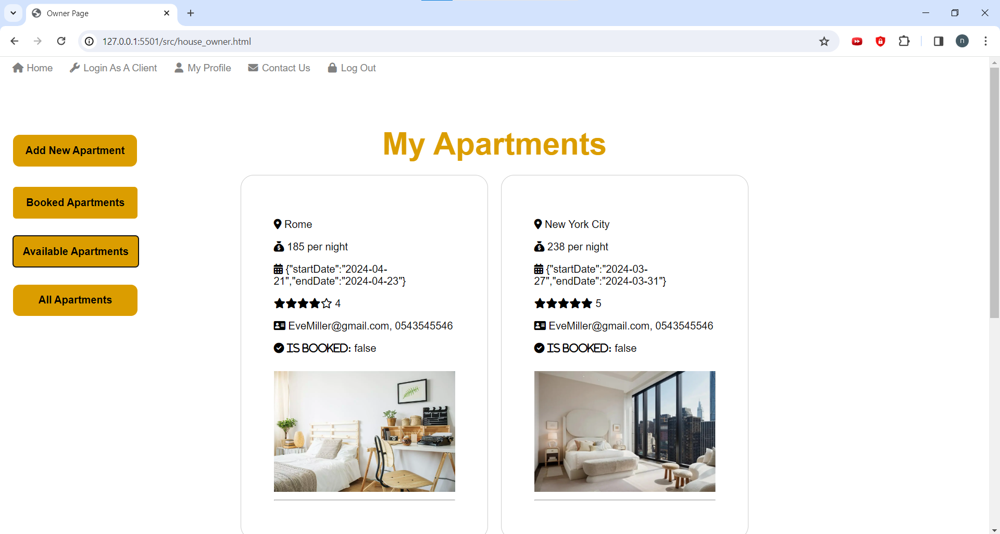 Owner Page
127.0.0.1:5501/src/house_owner.html
n
Home
Login As A Client
My Profile
Contact Us
Log Out
My Apartments
Add New Apartment
Booked Apartments
Available Apartments
All Apartments
Rome
185 per night
{"startDate":"2024-04-
21","endDate":"2024-04-23"}
4
EveMiller@gmail.com, 0543545546
IS BOOKED: false
New York City
238 per night
{"startDate":"2024-03-
27","endDate":"2024-03-31"}
5
EveMiller@gmail.com, 0543545546
IS BOOKED: false